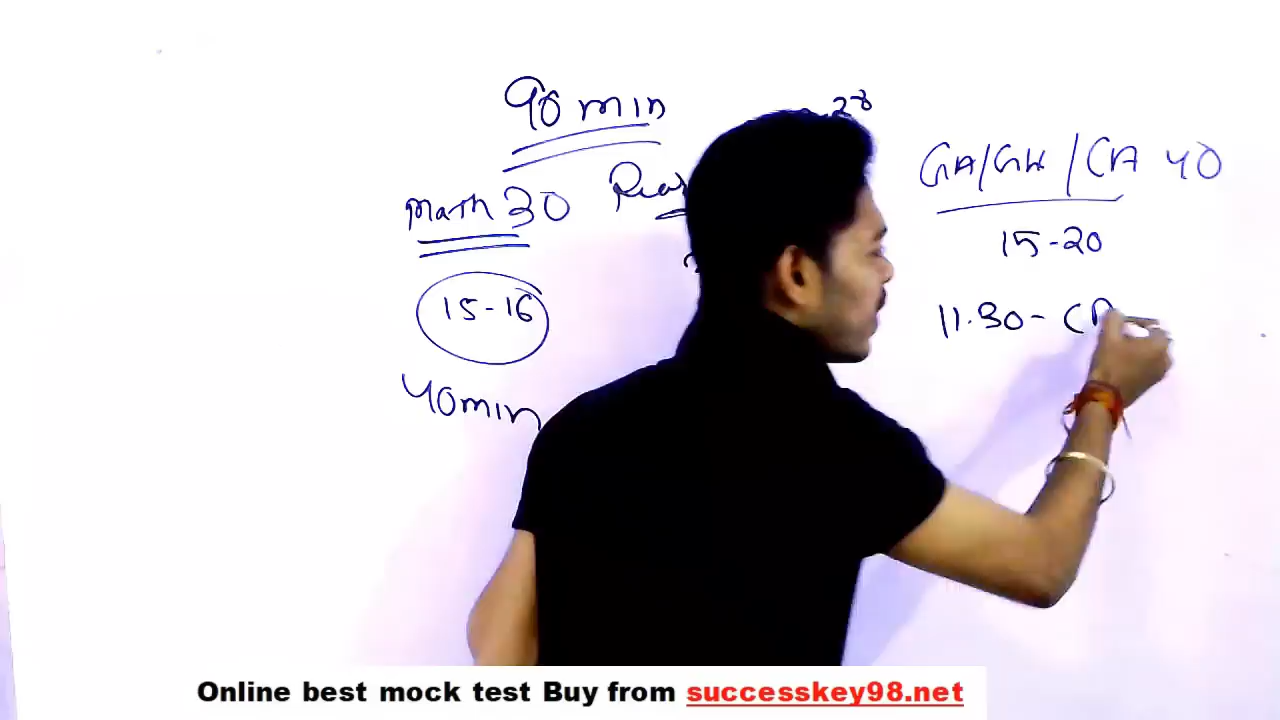 90 min
Math 30
15-16
40min
GA/GK/CA 40
15-20
11.30- CA
Online best mock test Buy from successkey98.net